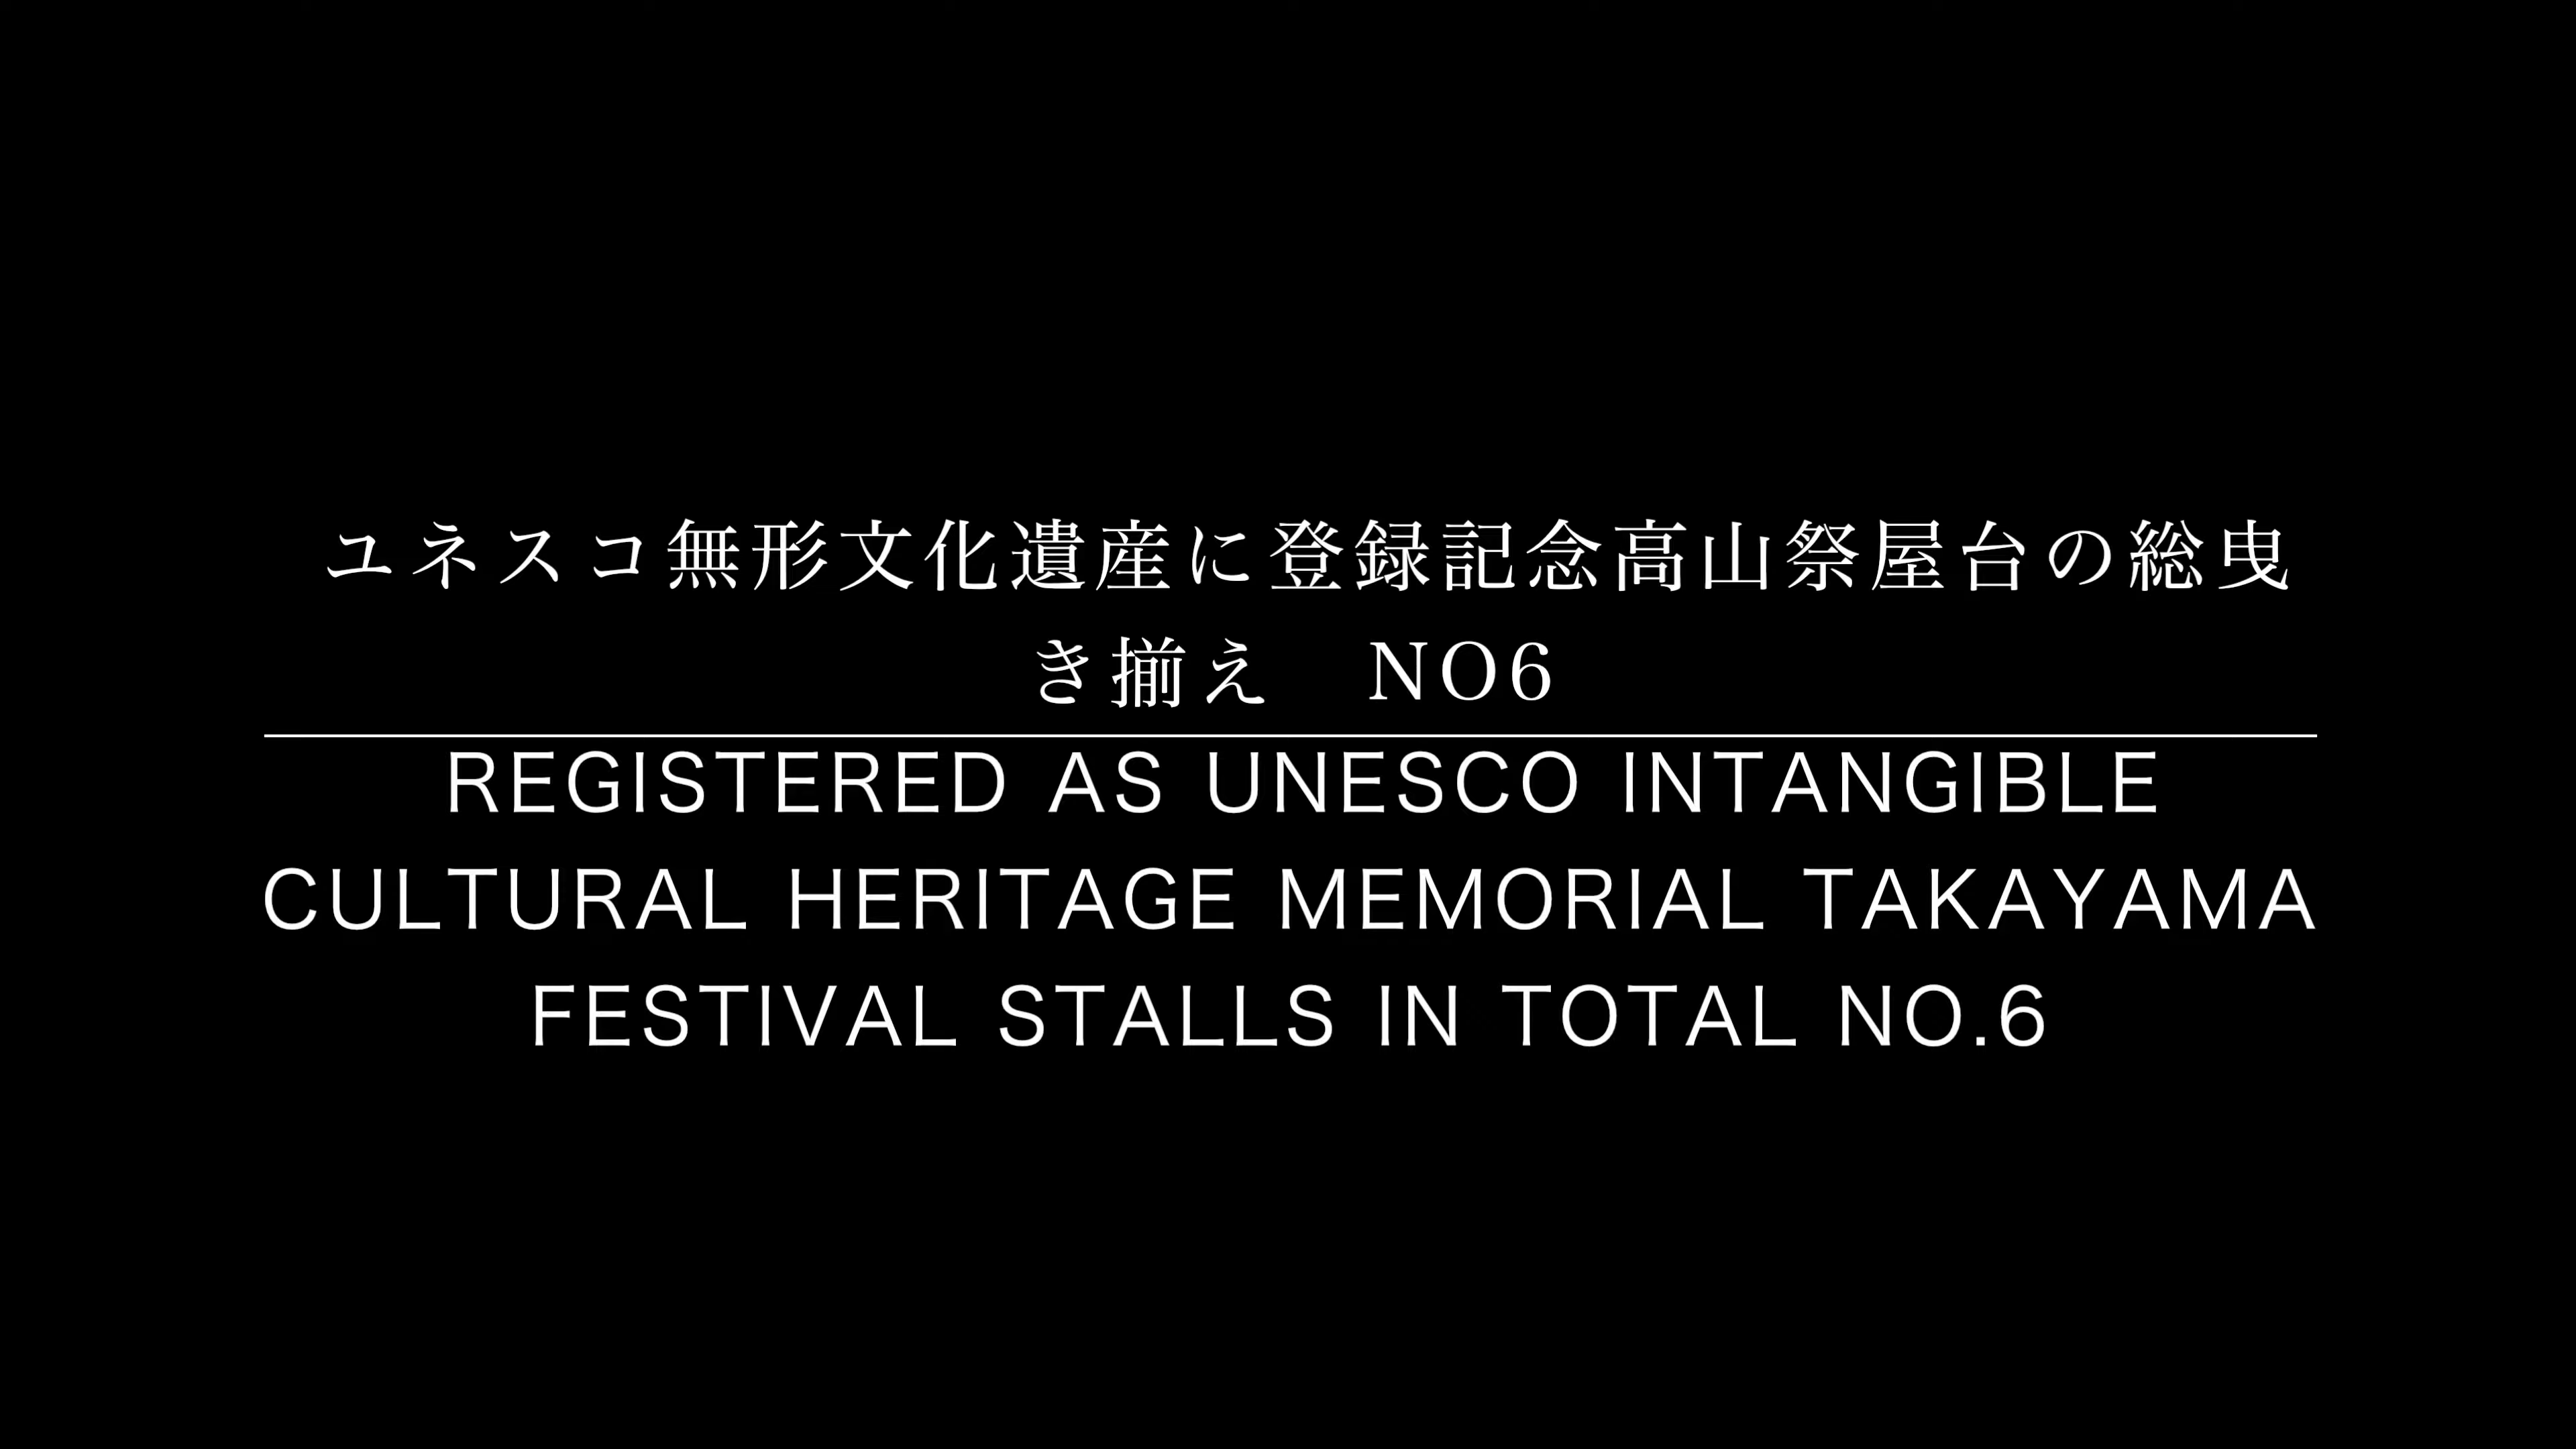 ユネスコ無形文化遺産に登録記念高山祭屋台の総曳
き揃え　NO6
REGISTERED AS UNESCO INTANGIBLE
CULTURAL HERITAGE MEMORIAL TAKAYAMA
FESTIVAL STALLS IN TOTAL NO.6